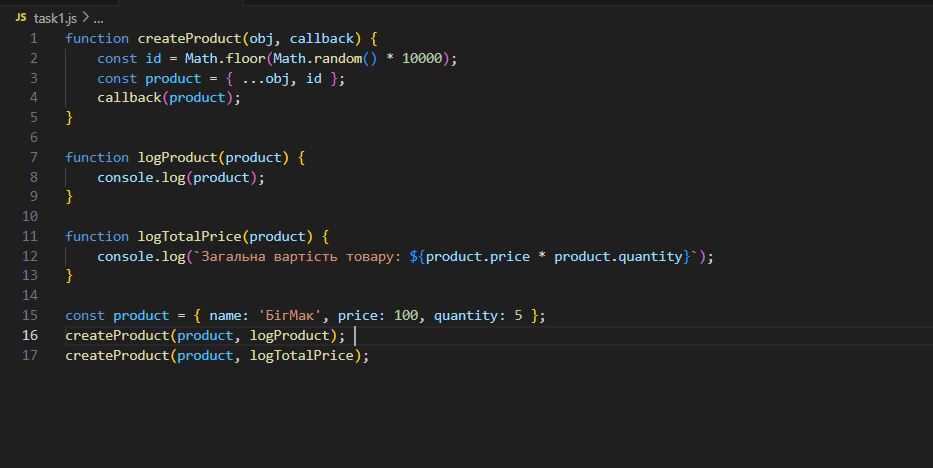 JS task1.js > ...
1 function createProduct(obj, callback) {
2     const id = Math.floor(Math.random() * 10000);
3     const product = { ...obj, id };
4     callback(product);
5 }
6
7 function logProduct(product) {
8     console.log(product);
9 }
10
11 function logTotalPrice(product) {
12     console.log(`Загальна вартість товару: ${product.price * product.quantity}`);
13 }
14
15 const product = { name: 'БігМак', price: 100, quantity: 5 };
16 createProduct(product, logProduct);
17 createProduct(product, logTotalPrice);